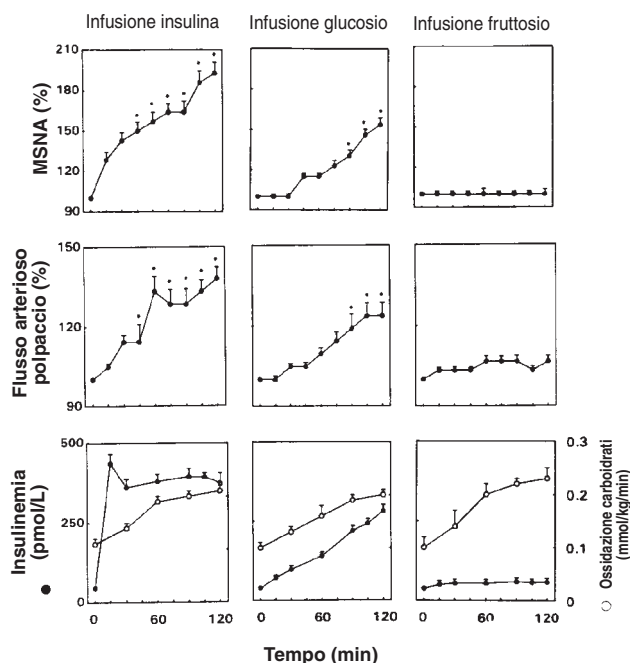 Infusione insulina
Infusione glucosio
Infusione fruttosio
MSNA (%)
210
180
150
120
90
Flusso arterioso
polpaccio (%)
150
120
90
Insulinemia
(pmol/L)
500
250
0
0.3
0.2
0.1
0
Ossidazione carboidrati
(mmol/kg/min)
0
60
120
0
60
120
0
60
120
Tempo (min)